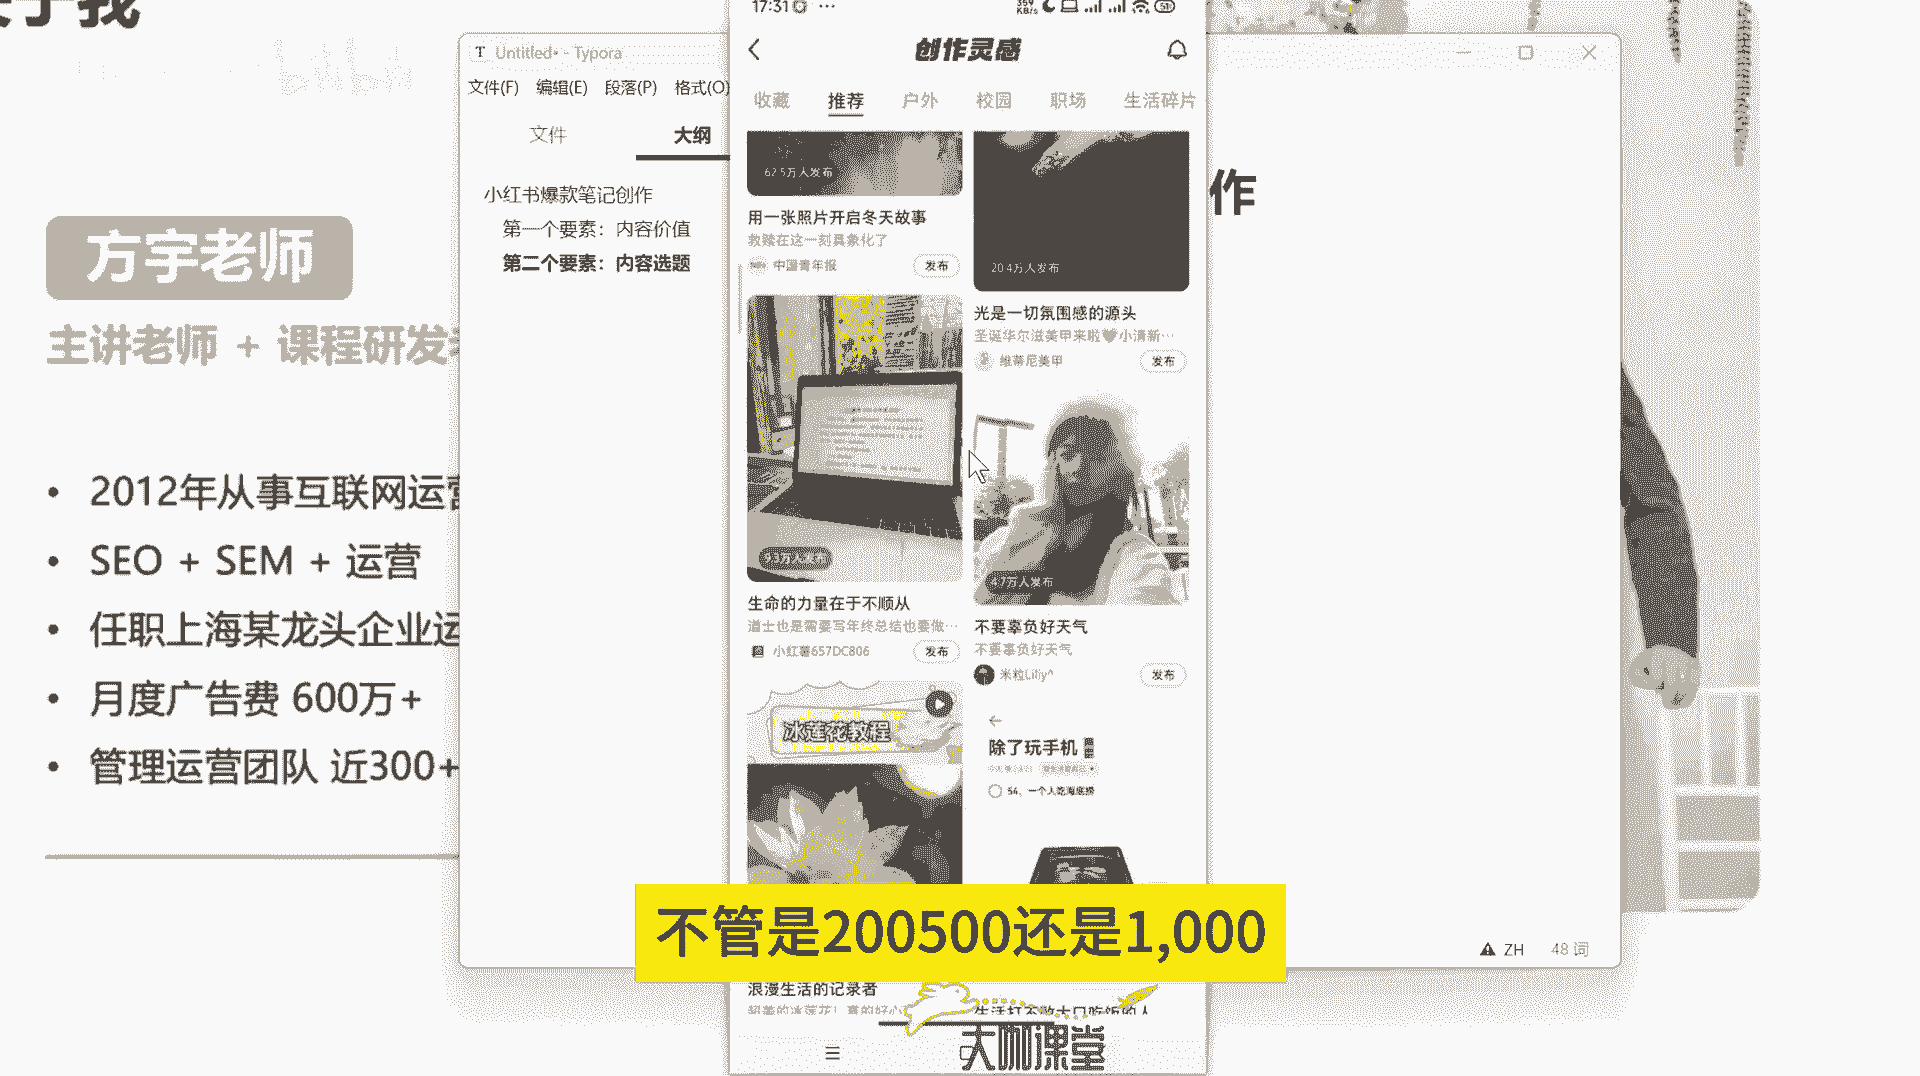 关于我
bilibili
方宇老师
主讲老师 + 课程研发
• 2012年从事互联网运营
• SEO + SEM + 运营
• 任职上海某龙头企业运
• 月度广告费 600万+
• 管理运营团队 近300+
Untitled• - Typora
文件(F) 编辑(E) 段落(P) 格式(O)
文件 大纲
小红书爆款笔记创作
第一个要素：内容价值
第二个要素：内容选题
作
ZH 48 词
17:31
创作灵感
收藏 推荐 户外 校园 职场 生活碎片
62.5万人发布
用一张照片开启冬天故事
救赎在这一刻具象化了
中国青年报 发布
20.4万人发布
光是一切氛围感的源头
圣诞华尔滋美甲来啦🖤小清新…
维蒂尼美甲 发布
9.3万人发布
生命的力量在于不顺从
道士也是需要写年终总结也要做…
小红薯657DC806 发布
4.7万人发布
不要辜负好天气
不要辜负好天气
米粒Lilly^ 发布
冰莲花教程
除了玩手机
54、一个人吃海底捞
不管是200500还是1,000
浪漫生活的记录者
超美的冰莲花！真的好心
生活打不败大口吃饭的人
大咖课堂